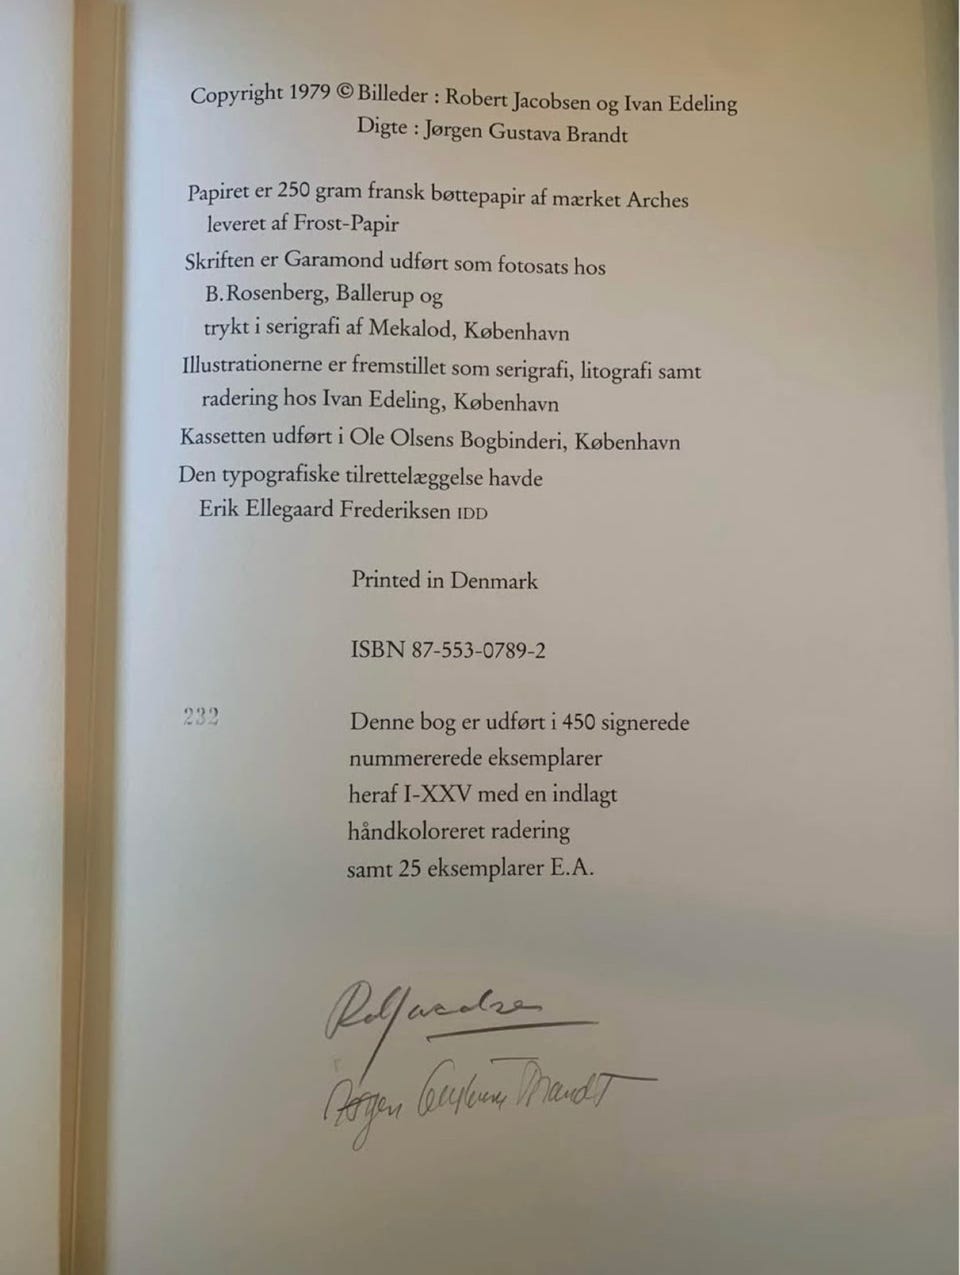 Copyright 1979 © Billeder : Robert Jacobsen og Ivan Edeling
Digte : Jørgen Gustava Brandt
Papiret er 250 gram fransk bøttepapir af mærket Arches
leveret af Frost-Papir
Skriften er Garamond udført som fotosats hos
B. Rosenberg, Ballerup og
trykt i serigrafi af Mekalod, København
Illustrationerne er fremstillet som serigrafi, litografi samt
radering hos Ivan Edeling, København
Kassetten udført i Ole Olsens Bogbinderi, København
Den typografiske tilrettelæggelse havde
Erik Ellegaard Frederiksen IDD
Printed in Denmark
ISBN 87-553-0789-2
232
Denne bog er udført i 450 signerede
nummererede eksemplarer
heraf I-XXV med en indlagt
håndkoloreret radering
samt 25 eksemplarer E.A.
R Jacobsen
Jørgen Gustava Brandt